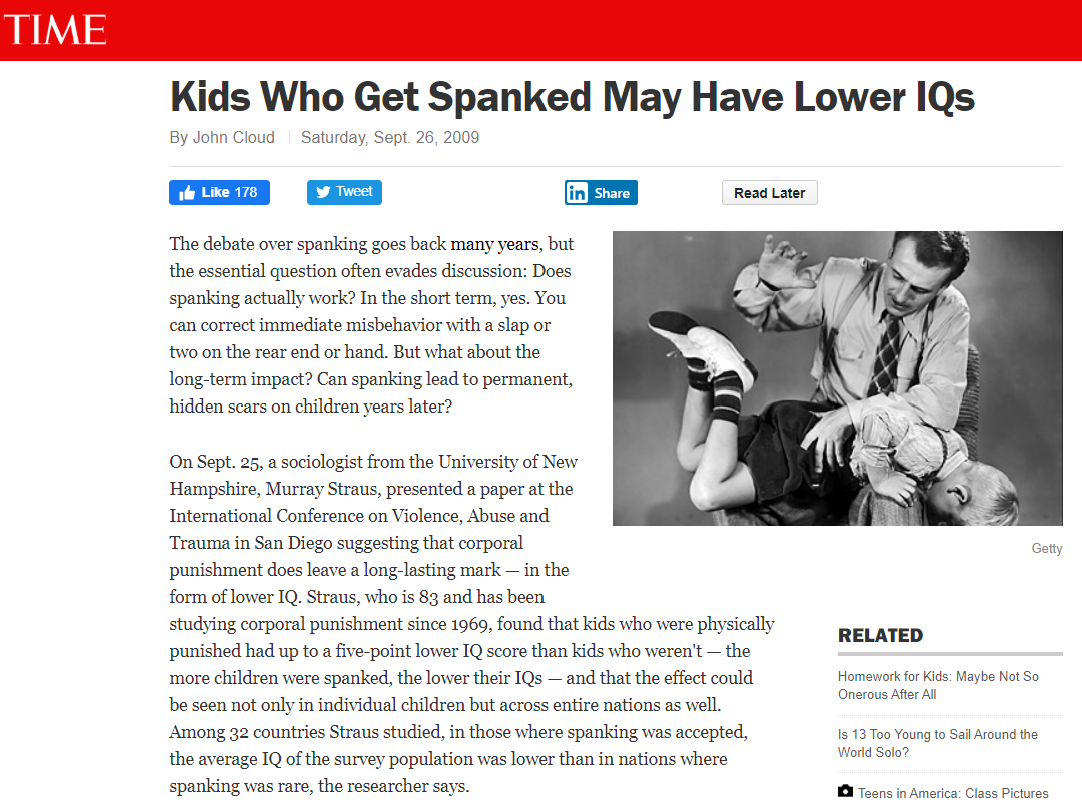 TIME
Kids Who Get Spanked May Have Lower IQs
By John Cloud Saturday, Sept. 26, 2009
Like 178
Tweet
Share
Read Later
The debate over spanking goes back many years, but
the essential question often evades discussion: Does
spanking actually work? In the short term, yes. You
can correct immediate misbehavior with a slap or
two on the rear end or hand. But what about the
long-term impact? Can spanking lead to permanent,
hidden scars on children years later?
Getty
On Sept. 25, a sociologist from the University of New
Hampshire, Murray Straus, presented a paper at the
International Conference on Violence, Abuse and
Trauma in San Diego suggesting that corporal
punishment does leave a long-lasting mark — in the
form of lower IQ. Straus, who is 83 and has been
studying corporal punishment since 1969, found that kids who were physically
punished had up to a five-point lower IQ score than kids who weren't — the
more children were spanked, the lower their IQs — and that the effect could
be seen not only in individual children but across entire nations as well.
Among 32 countries Straus studied, in those where spanking was accepted,
the average IQ of the survey population was lower than in nations where
spanking was rare, the researcher says.
RELATED
Homework for Kids: Maybe Not So
Onerous After All
Is 13 Too Young to Sail Around the
World Solo?
Teens in America: Class Pictures